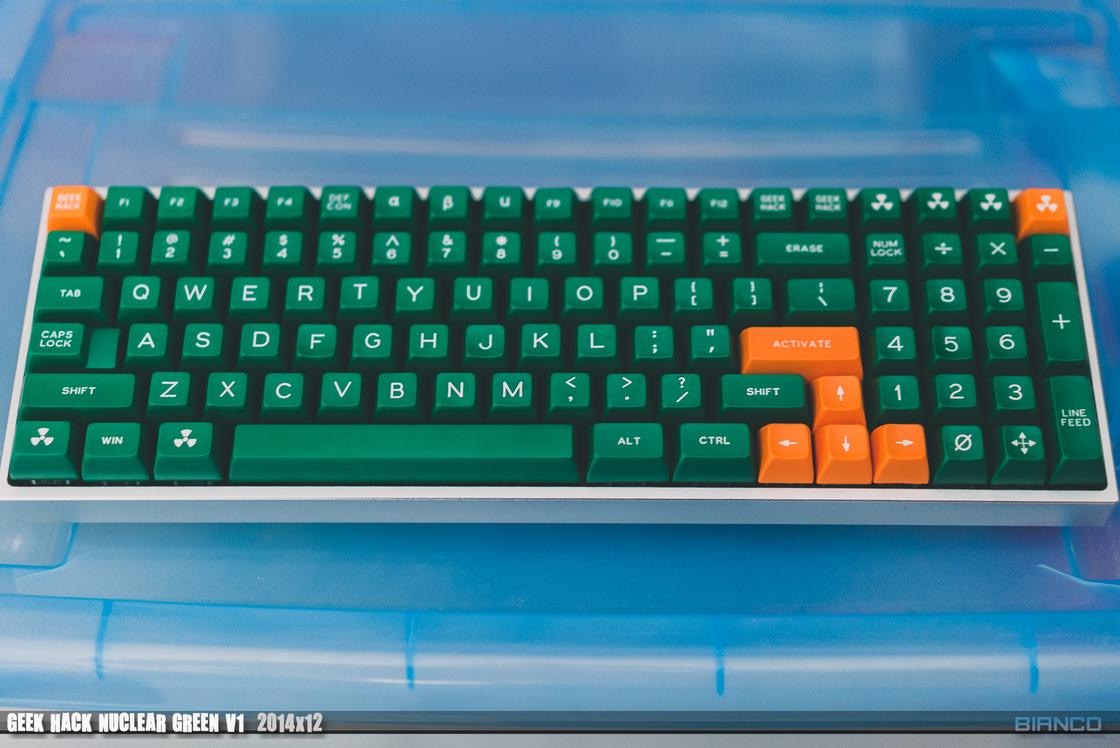 GEEK HACK F1 F2 F3 F4 DEF CON α β F9 F10 F12 GEEK HACK GEEK HACK
~ ` ! 1 @ 2 # 3 $ 4 % 5 ^ 6 & 7 * 8 ( 9 ) 0 — - + = ERASE NUM LOCK ÷ × −
TAB Q W E R T Y U I O P { [ } ] ¦ \ 7 8 9 +
CAPS LOCK A S D F G H J K L : ; " ' ACTIVATE 4 5 6
SHIFT Z X C V B N M < , > . ? / SHIFT ↑ 1 2 3 LINE FEED
WIN ALT CTRL ← ↓ → Ø
GEEK HACK NUCLEAR GREEN V1 2014x12
BIANCO